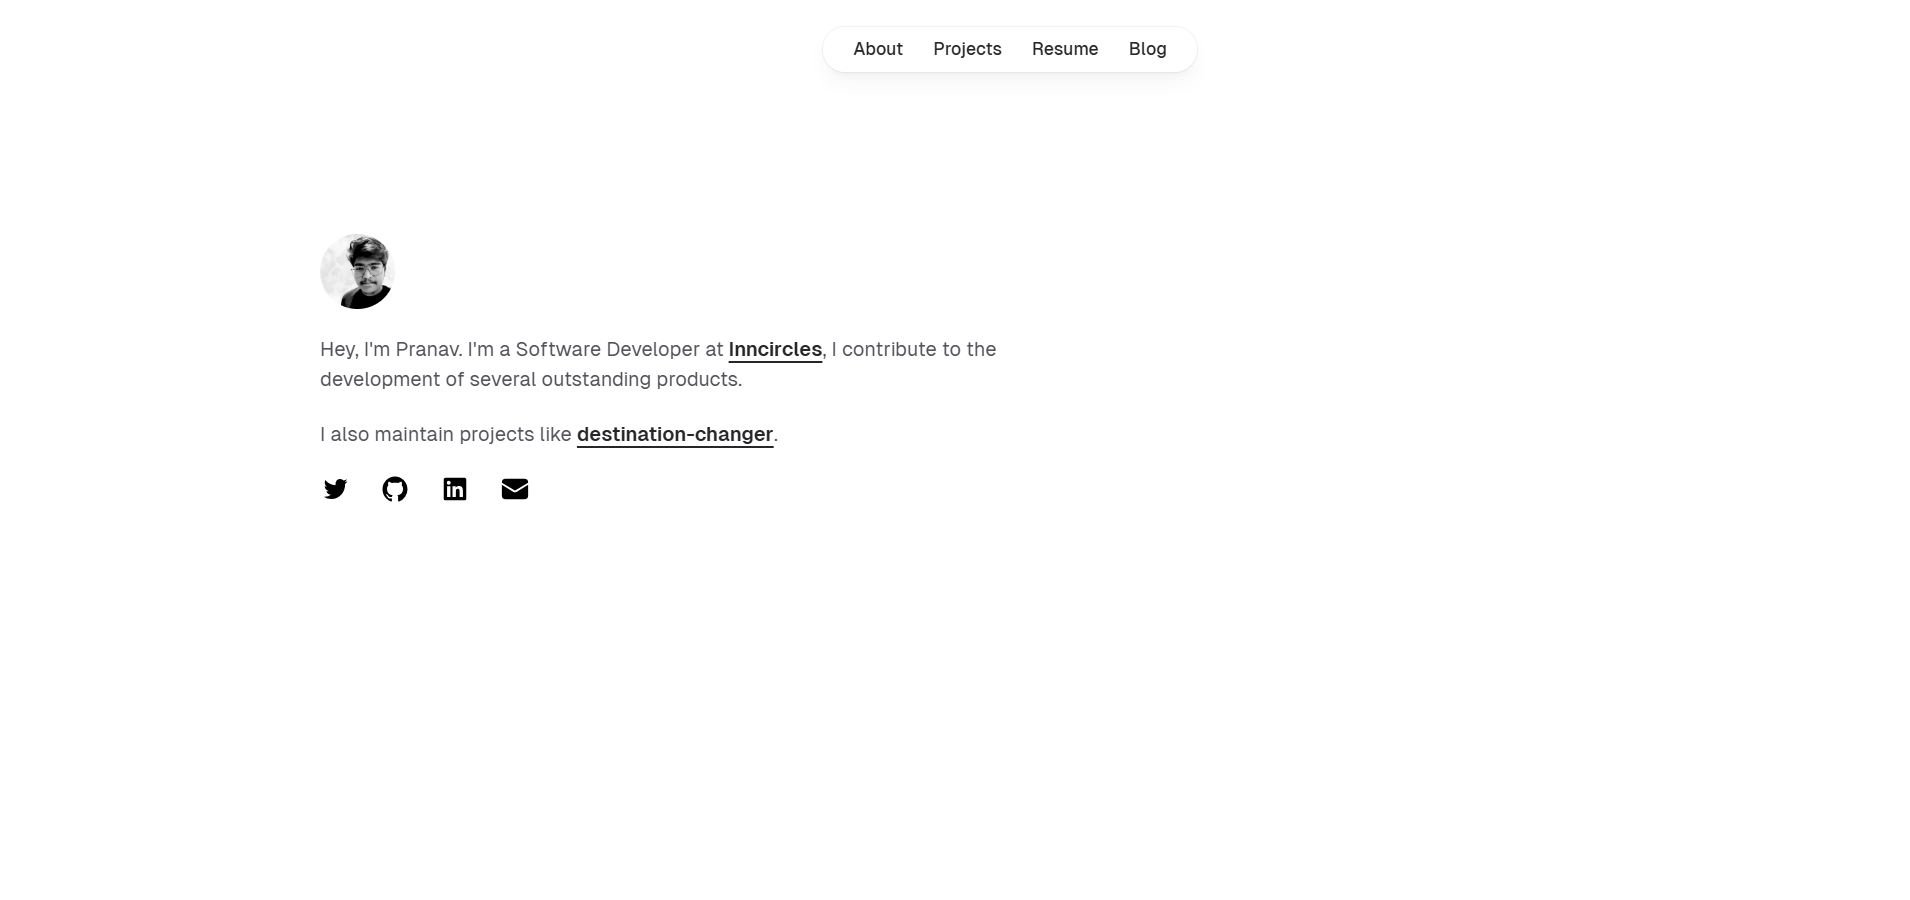 About Projects Resume Blog
Hey, I'm Pranav. I'm a Software Developer at Inncircles, I contribute to the
development of several outstanding products.
I also maintain projects like destination-changer.
in